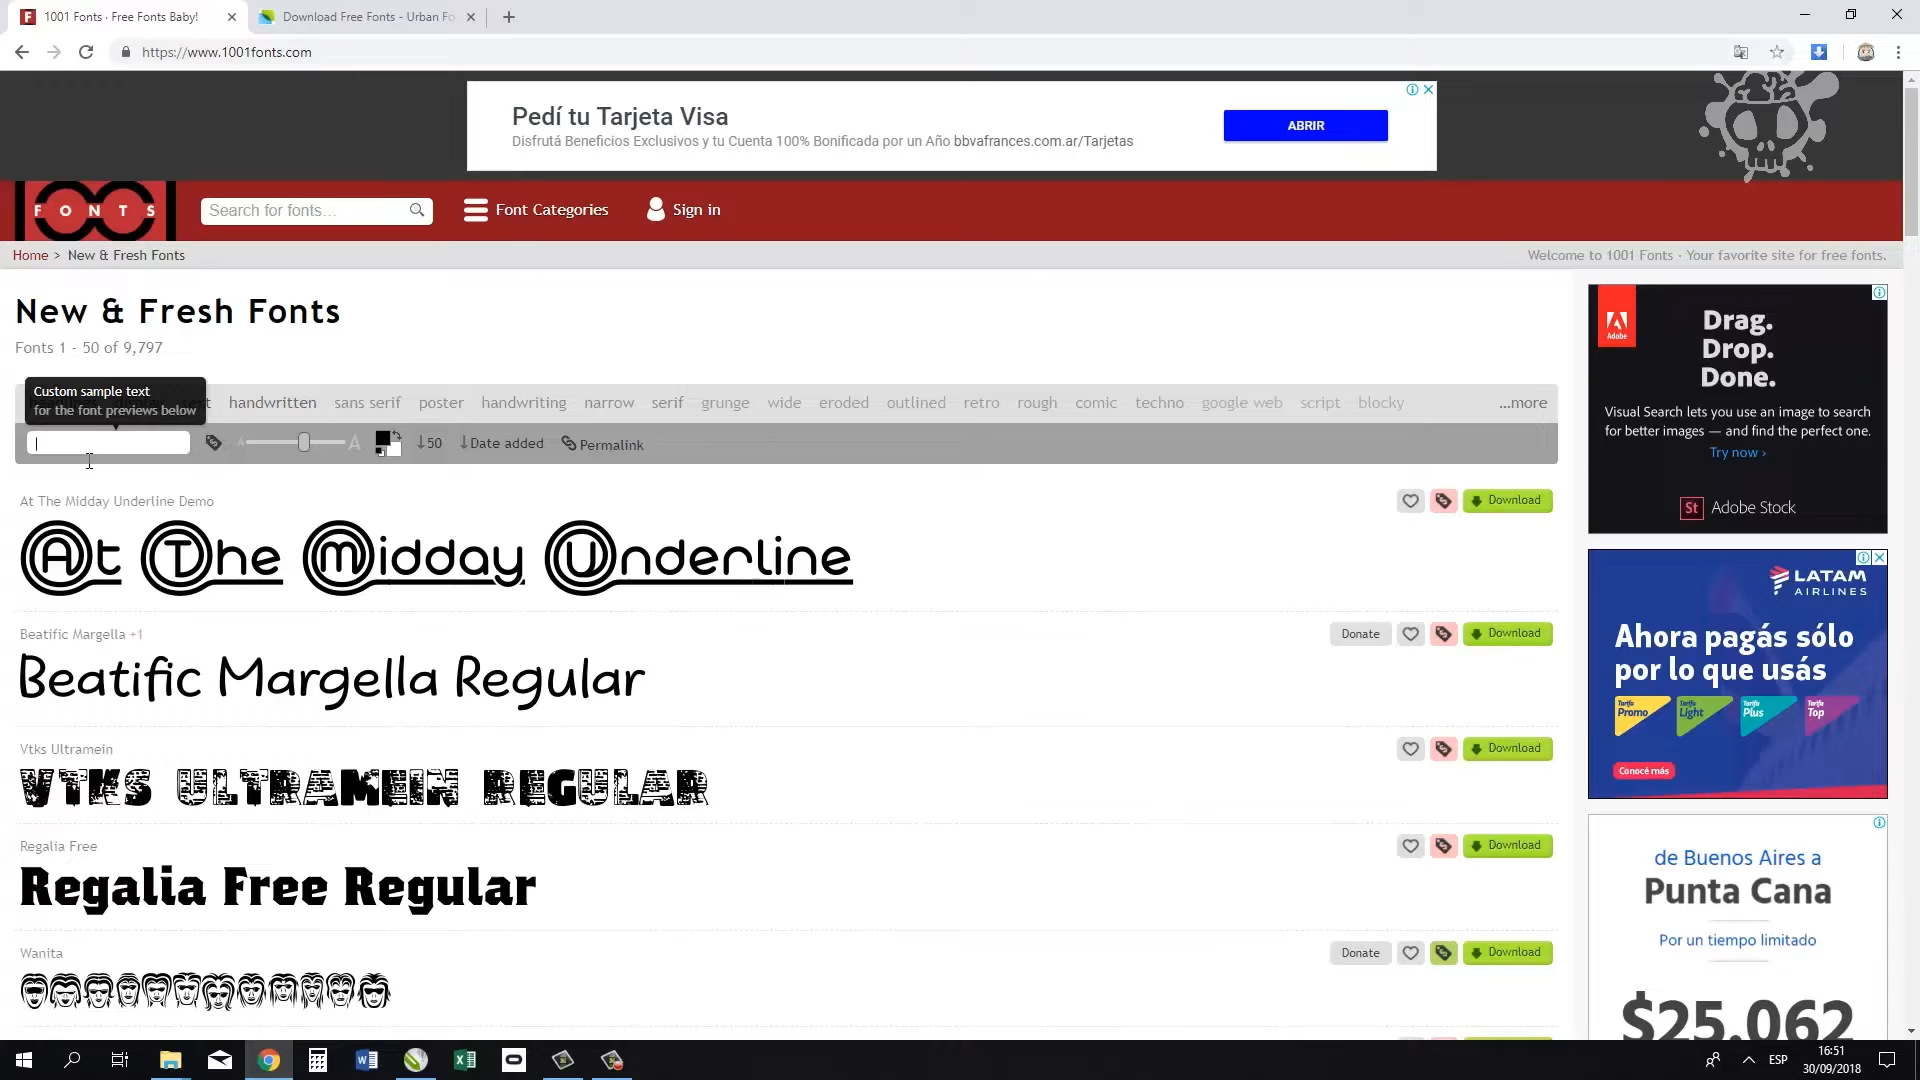 1001 Fonts · Free Fonts Baby!
Download Free Fonts - Urban Fo
https://www.1001fonts.com
Pedí tu Tarjeta Visa
Disfrutá Beneficios Exclusivos y tu Cuenta 100% Bonificada por un Año bbvafrances.com.ar/Tarjetas
ABRIR
FONTS
Search for fonts...
Font Categories
Sign in
Home > New & Fresh Fonts
Welcome to 1001 Fonts - Your favorite site for free fonts.
New & Fresh Fonts
Fonts 1 - 50 of 9,797
Custom sample text
for the font previews below
handwritten sans serif poster handwriting narrow serif grunge wide eroded outlined retro rough comic techno google web script blocky ...more
A A ↓50 ↓Date added Permalink
At The Midday Underline Demo
Download
At The Midday Underline
Beatific Margella +1
Donate Download
Beatific Margella Regular
Vtks Ultramein
Download
VTKS ULTRAMEIN REGULAR
Regalia Free
Download
Regalia Free Regular
Wanita
Donate Download
Adobe
Drag.
Drop.
Done.
Visual Search lets you use an image to search
for better images — and find the perfect one.
Try now ›
St Adobe Stock
LATAM
AIRLINES
Ahora pagás sólo
por lo que usás
Tarifa Promo
Tarifa Light
Tarifa Plus
Tarifa Top
Conocé más
de Buenos Aires a
Punta Cana
Por un tiempo limitado
$25.062
ESP
16:51
30/09/2018